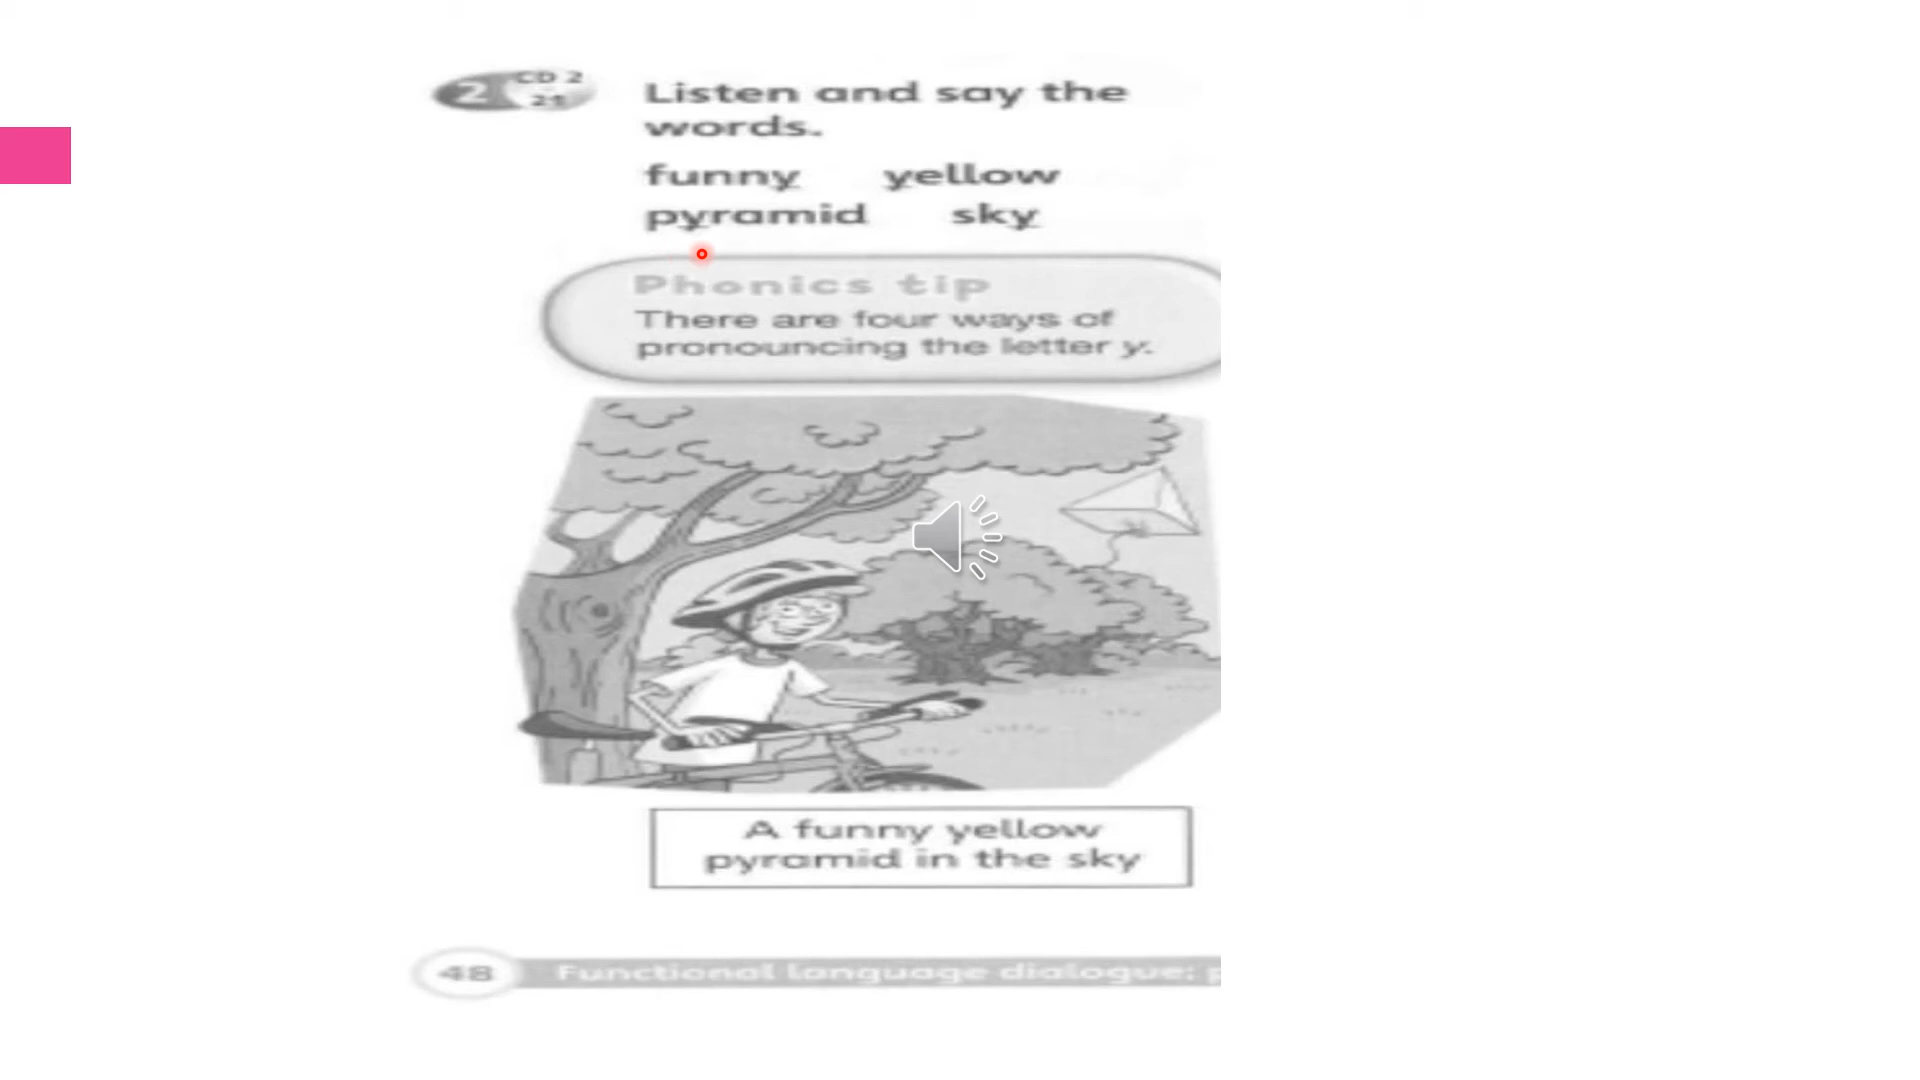 2 CD 2
21
Listen and say the
words.
funny yellow
pyramid sky
Phonics tip
There are four ways of
pronouncing the letter y.
A funny yellow
pyramid in the sky
48 Functional language dialogue; p